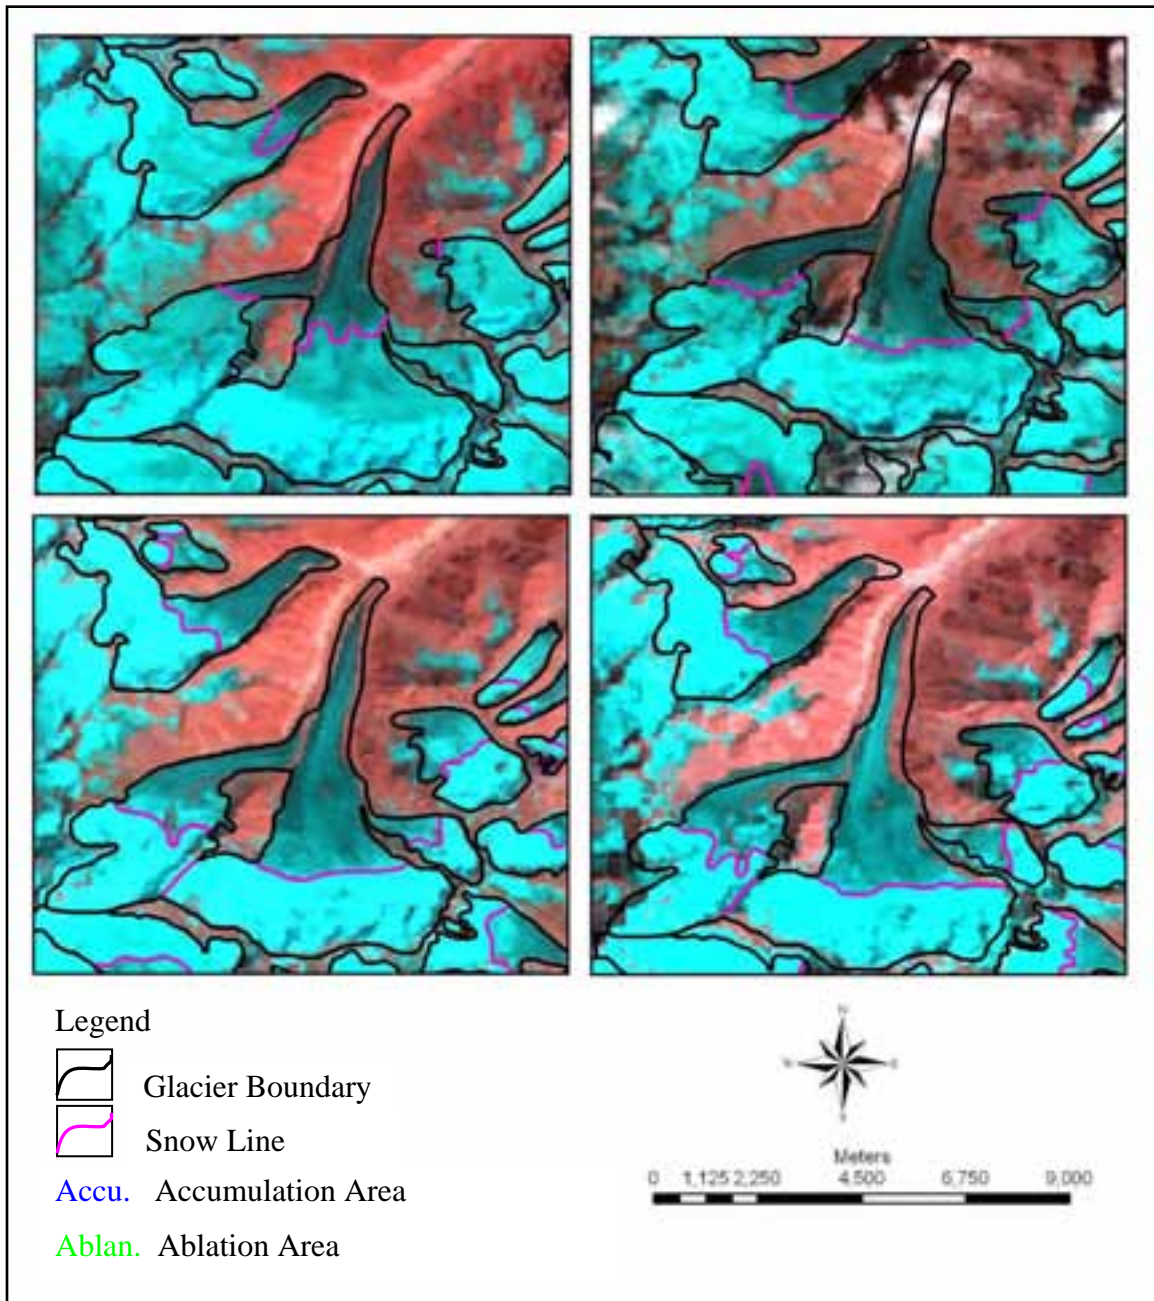 Legend
Glacier Boundary
Snow Line
Accu. Accumulation Area
Ablan. Ablation Area
N
S
Meters
0 1,125 2,250 4,500 6,750 9,000